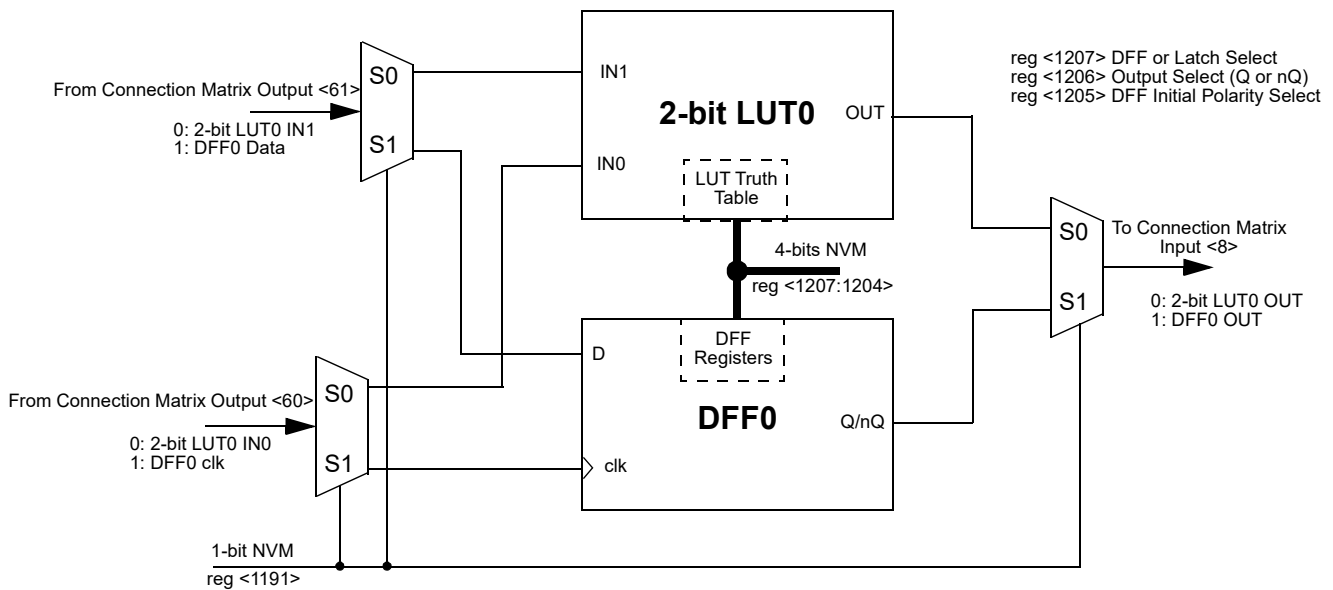 S0
IN1
reg <1207> DFF or Latch Select
reg <1206> Output Select (Q or nQ)
reg <1205> DFF Initial Polarity Select
From Connection Matrix Output <61>
2-bit LUT0
OUT
0: 2-bit LUT0 IN1
1: DFF0 Data
S1
IN0
LUT Truth
Table
S0
To Connection Matrix
Input <8>
4-bits NVM
reg <1207:1204>
S1
0: 2-bit LUT0 OUT
1: DFF0 OUT
D
DFF
Registers
S0
From Connection Matrix Output <60>
DFF0
Q/nQ
0: 2-bit LUT0 IN0
1: DFF0 clk
S1
clk
1-bit NVM
reg <1191>